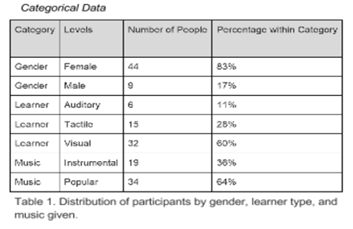 Categorical Data
Category Levels Number of People Percentage within Category
Gender Female 44 83%
Gender Male 9 17%
Learner Auditory 6 11%
Learner Tactile 15 28%
Learner Visual 32 60%
Music Instrumental 19 36%
Music Popular 34 64%
Table 1. Distribution of participants by gender, learner type, and
music given.